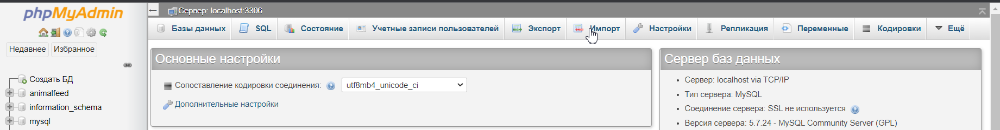 phpMyAdmin
Недавнее Избранное
Создать БД
animalfeed
information_schema
mysql
Сервер: localhost:3306
Базы данных SQL Состояние Учетные записи пользователей Экспорт Импорт Настройки Репликация Переменные Кодировки Ещё
Основные настройки
Сопоставление кодировки соединения: utf8mb4_unicode_ci
Дополнительные настройки
Сервер баз данных
Сервер: localhost via TCP/IP
Тип сервера: MySQL
Соединение сервера: SSL не используется
Версия сервера: 5.7.24 - MySQL Community Server (GPL)